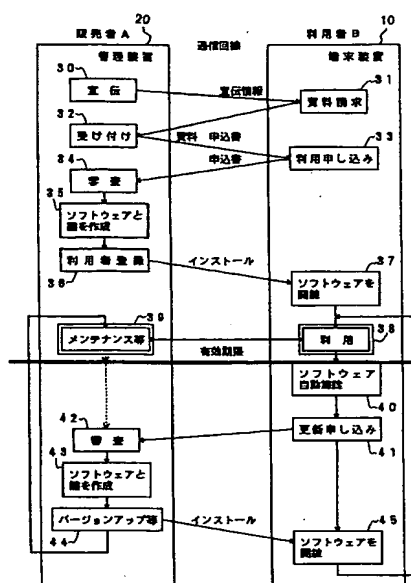 20
10
販売者A
通信回線
利用者B
管理装置
端末装置
30
宣伝
宣伝情報
31
資料請求
32
受け付け
資料 申込書
33
利用申し込み
34
申込書
審査
35
ソフトウェアと
鍵を作成
利用者登録
36
インストール
37
ソフトウェアを
開錠
39
メンテナンス等
利用
38
有効期限
ソフトウェア
自動施錠
40
42
更新申し込み
41
審査
43
ソフトウェアと
鍵を作成
バージョンアップ等
44
インストール
45
ソフトウェアを
開錠